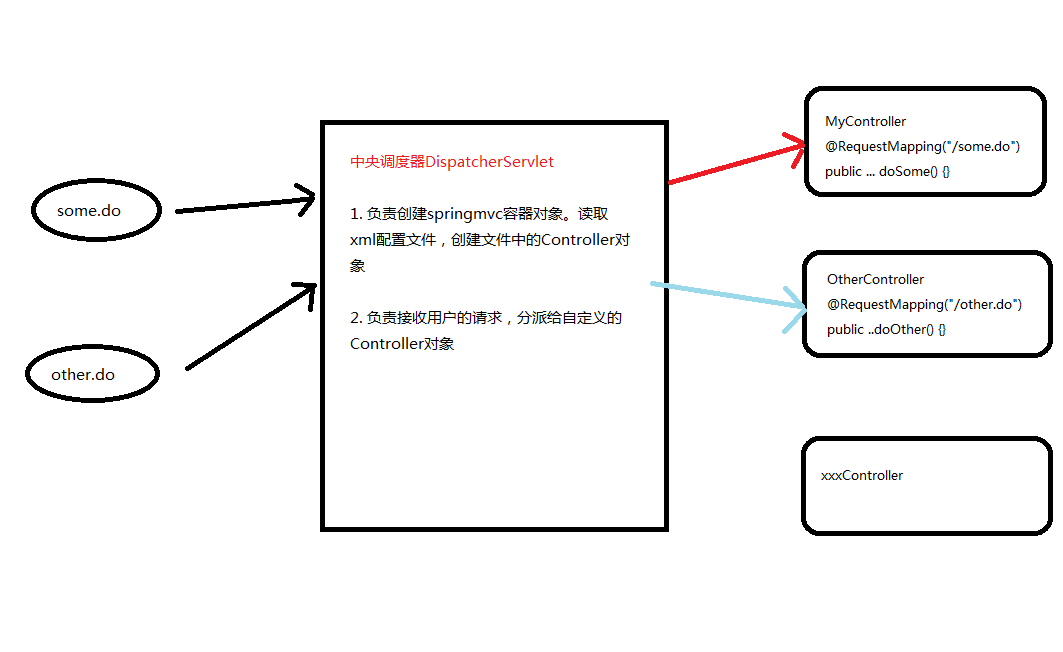 some.do
other.do
中央调度器DispatcherServlet
1. 负责创建springmvc容器对象。读取
xml配置文件，创建文件中的Controller对
象
2. 负责接收用户的请求，分派给自定义的
Controller对象
MyController
@RequestMapping("/some.do")
public ... doSome() {}
OtherController
@RequestMapping("/other.do")
public ..doOther() {}
xxxController